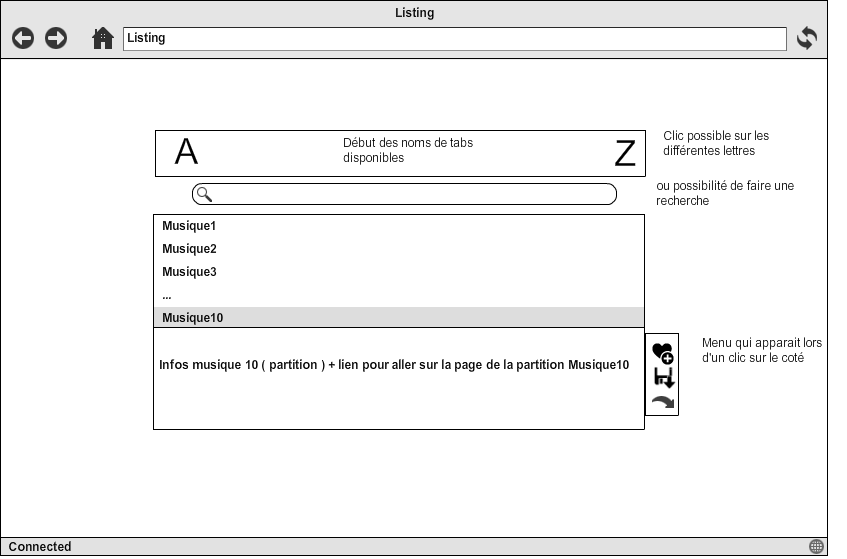 Listing
Listing
A
Début des noms de tabs
disponibles
Z
Clic possible sur les
différentes lettres
ou possibilité de faire une
recherche
Musique1
Musique2
Musique3
...
Musique10
Infos musique 10 ( partition ) + lien pour aller sur la page de la partition Musique10
Menu qui apparait lors
d'un clic sur le coté
Connected